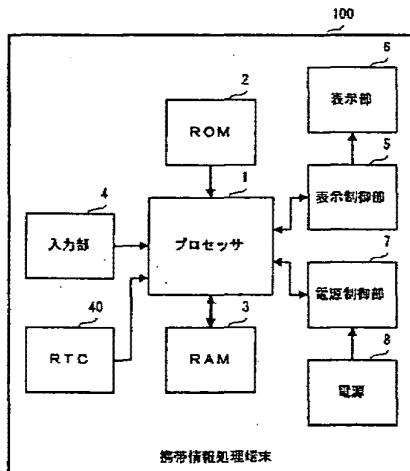 100
6
表示部
2
ROM
5
表示制御部
1
プロセッサ
4
入力部
7
電源制御部
40
RTC
3
RAM
8
電源
携帯情報処理端末